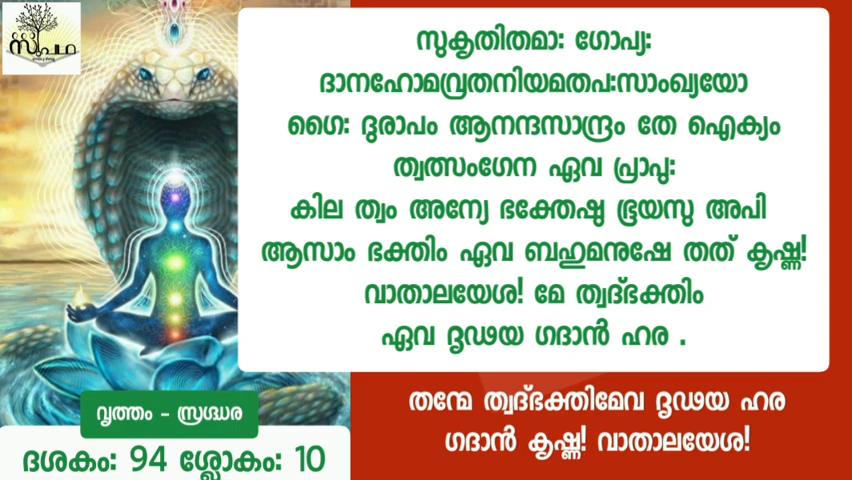 സുപഥ
സുകൃതിതമാ: ഗോപ്യ:
ദാനഹോമവ്രതനിയമതപ:സാംഖ്യയോ
ഗൈ: ദുരാപം ആനന്ദസാന്ദ്രം തേ ഐക്യം
ത്വത്സംഗേന ഏവ പ്രാപു:
കില ത്വം അന്യേ ഭക്തേഷു ഭൂയസു അപി
ആസാം ഭക്തിം ഏവ ബഹുമനുഷേ തത് കൃഷ്ണ!
വാതാലയേശ! മേ ത്വദ്ഭക്തിം
ഏവ ദൃഢയ ഗദാൻ ഹര .
തന്മേ ത്വദ്ഭക്തിമേവ ദൃഢയ ഹര
ഗദാൻ കൃഷ്ണ! വാതാലയേശ!
വൃത്തം - സ്രഗ്ദ്ധര
ദശകം: 94 ശ്ലോകം: 10